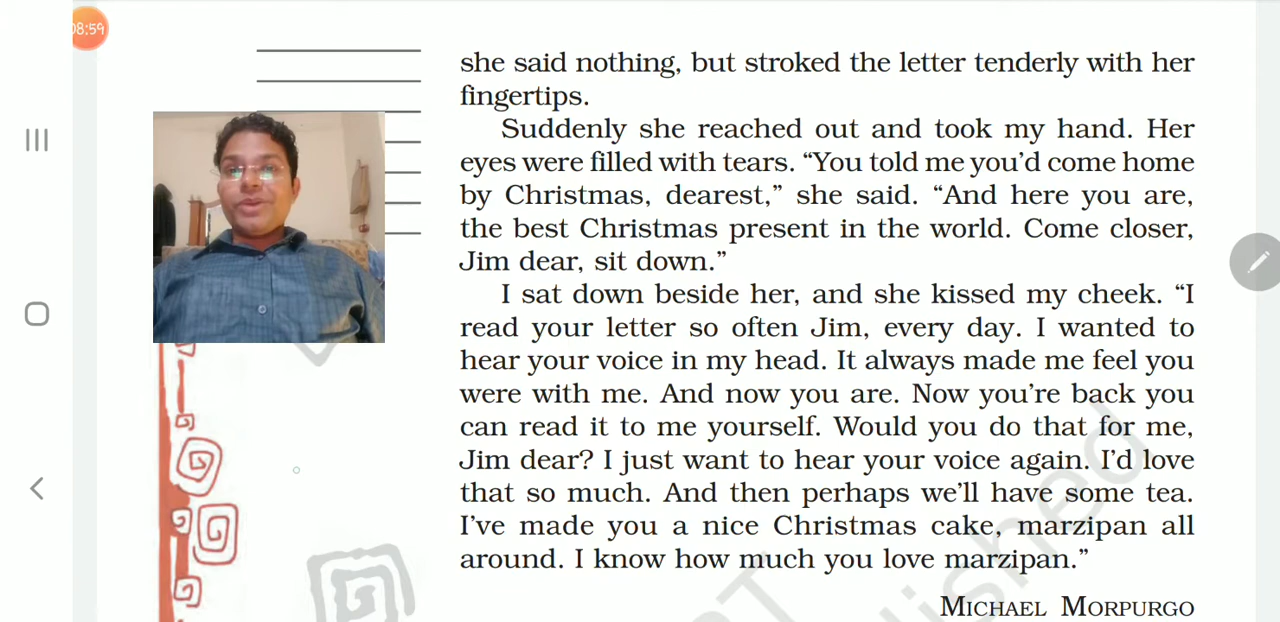 08:59
she said nothing, but stroked the letter tenderly with her
fingertips.
Suddenly she reached out and took my hand. Her
eyes were filled with tears. “You told me you’d come home
by Christmas, dearest,” she said. “And here you are,
the best Christmas present in the world. Come closer,
Jim dear, sit down.”
I sat down beside her, and she kissed my cheek. “I
read your letter so often Jim, every day. I wanted to
hear your voice in my head. It always made me feel you
were with me. And now you are. Now you’re back you
can read it to me yourself. Would you do that for me,
Jim dear? I just want to hear your voice again. I’d love
that so much. And then perhaps we’ll have some tea.
I’ve made you a nice Christmas cake, marzipan all
around. I know how much you love marzipan.”
MICHAEL MORPURGO